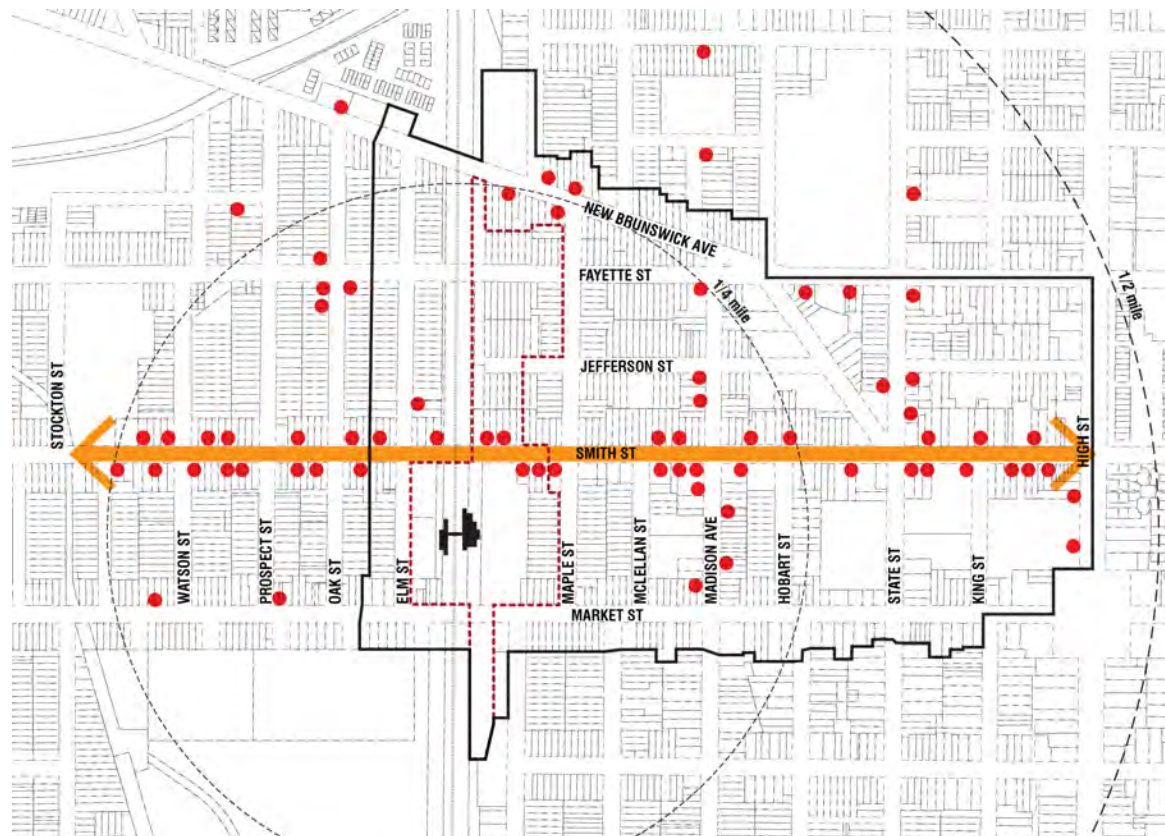 NEW BRUNSWICK AVE
FAYETTE ST
1/4 mile
1/2 mile
JEFFERSON ST
STOCKTON ST
SMITH ST
HIGH ST
WATSON ST
PROSPECT ST
OAK ST
ELM ST
MAPLE ST
MCLELLAN ST
MADISON AVE
HOBART ST
STATE ST
KING ST
MARKET ST